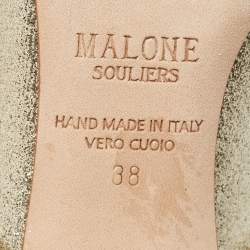 MALONE
SOULIERS
HAND MADE IN ITALY
VERO CUOIO
38